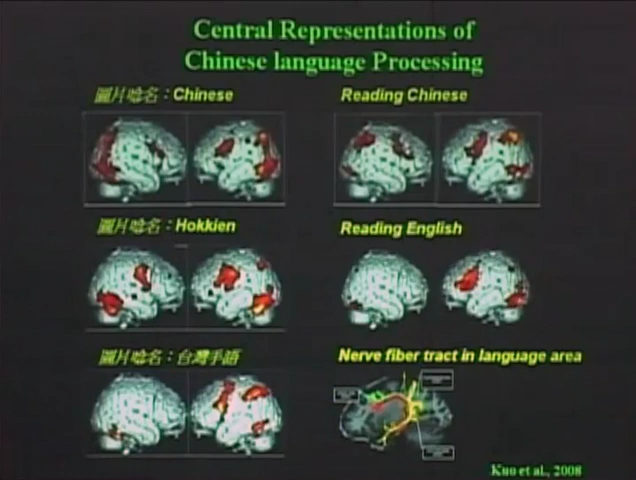 Central Representations of
Chinese language Processing
圖片唸名：Chinese
Reading Chinese
圖片唸名：Hokkien
Reading English
圖片唸名：台灣手語
Nerve fiber tract in language area
Kuo et al., 2008